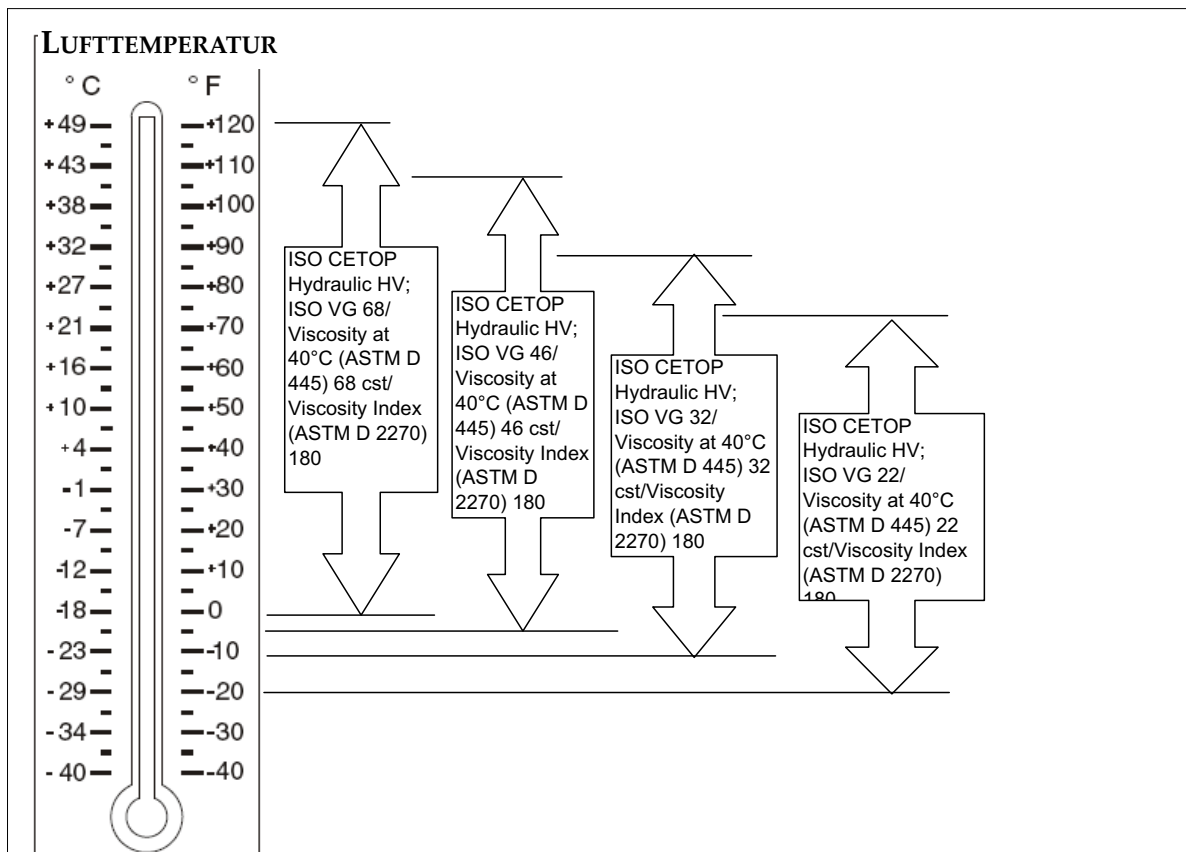 LUFTTEMPERATUR
° C ° F
+49 +120
+43 +110
+38 +100
+32 +90
+27 +80
+21 +70
+16 +60
+10 +50
+4 +40
-1 +30
-7 +20
-12 +10
-18 0
-23 -10
-29 -20
-34 -30
-40 -40
ISO CETOP
Hydraulic HV;
ISO VG 68/
Viscosity at
40°C (ASTM D
445) 68 cst/
Viscosity Index
(ASTM D 2270)
180
ISO CETOP
Hydraulic HV;
ISO VG 46/
Viscosity at
40°C (ASTM D
445) 46 cst/
Viscosity Index
(ASTM D
2270) 180
ISO CETOP
Hydraulic HV;
ISO VG 32/
Viscosity at 40°C
(ASTM D 445) 32
cst/Viscosity
Index (ASTM D
2270) 180
ISO CETOP
Hydraulic HV;
ISO VG 22/
Viscosity at 40°C
(ASTM D 445) 22
cst/Viscosity Index
(ASTM D 2270)
180